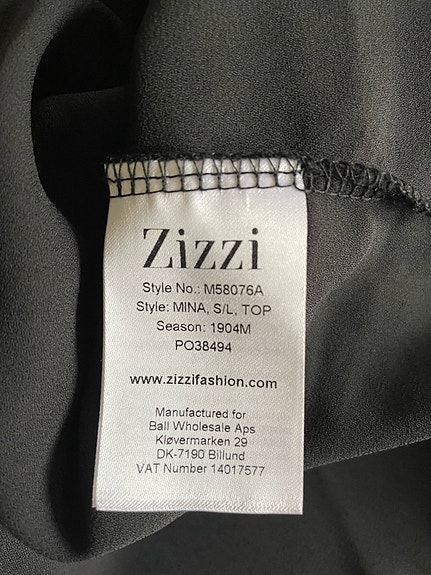 Zizzi
Style No.: M58076A
Style: MINA, S/L, TOP
Season: 1904M
PO38494
www.zizzifashion.com
Manufactured for
Ball Wholesale Aps
Kløvermarken 29
DK-7190 Billund
VAT Number 14017577